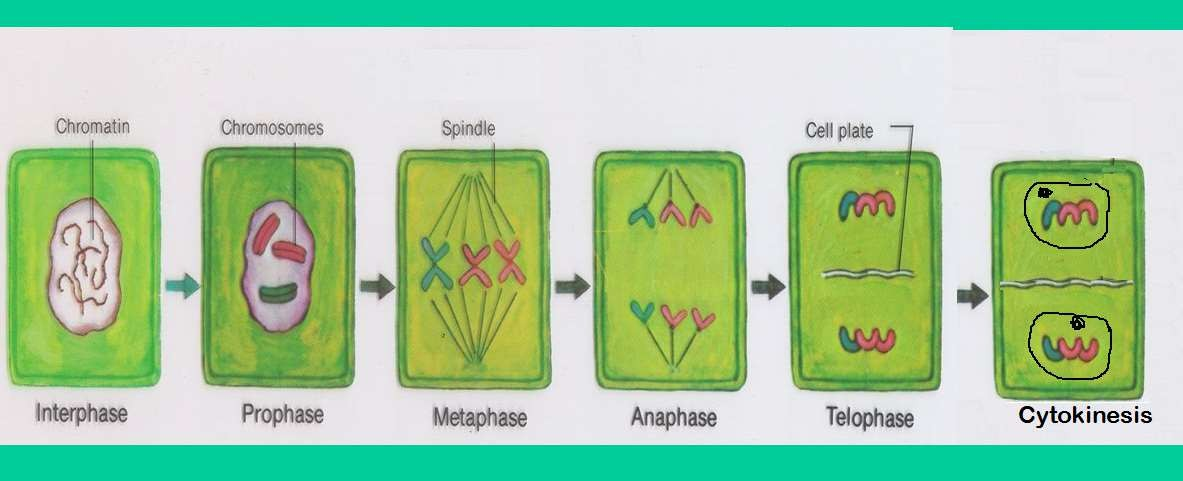 Chromatin
Chromosomes
Spindle
Cell plate
Interphase
Prophase
Metaphase
Anaphase
Telophase
Cytokinesis